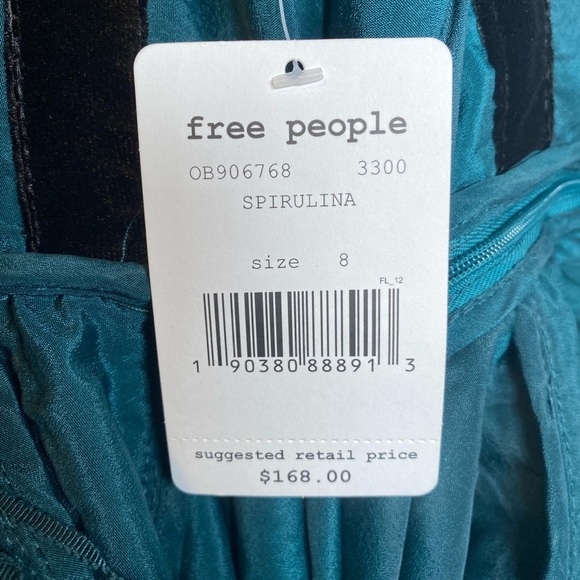 free people
OB906768 3300
SPIRULINA
size 8
FL_12
1 90380 88891 3
suggested retail price
$168.00